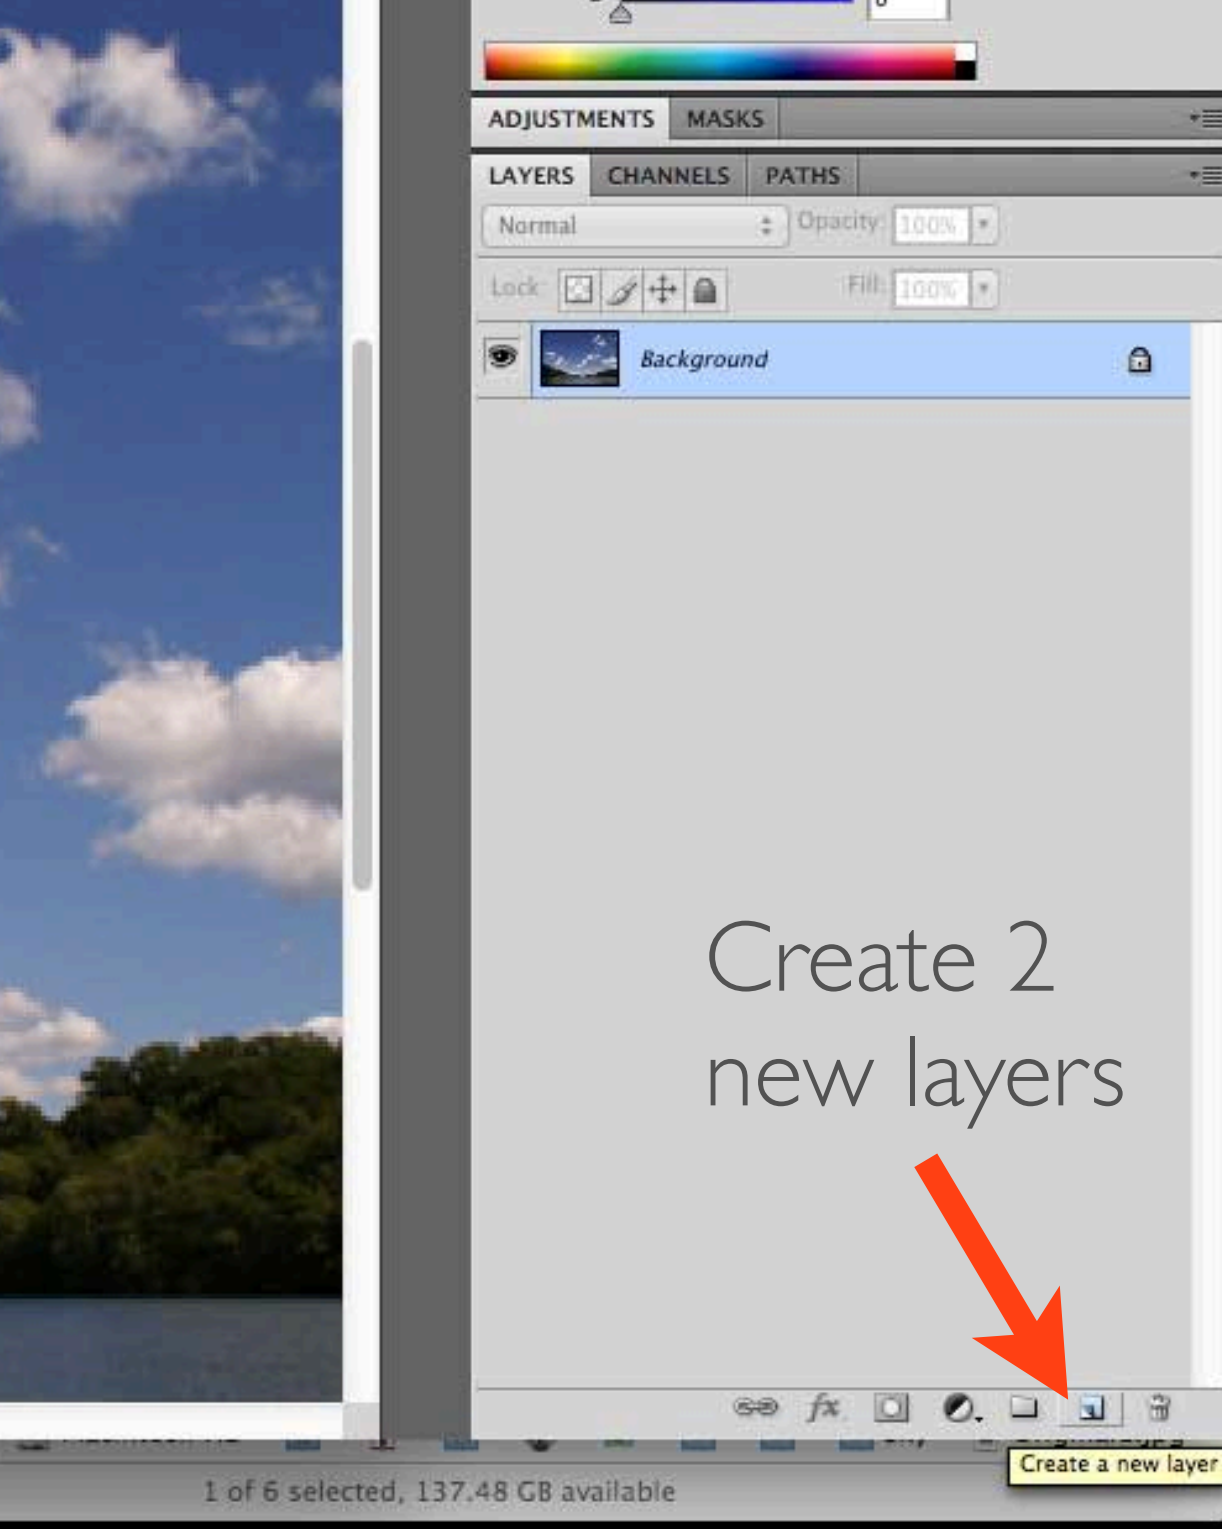 ADJUSTMENTS MASKS
LAYERS CHANNELS PATHS
Normal Opacity: 100%
Lock: Fill: 100%
Background
Create 2
new layers
fx
Create a new layer
1 of 6 selected, 137.48 GB available